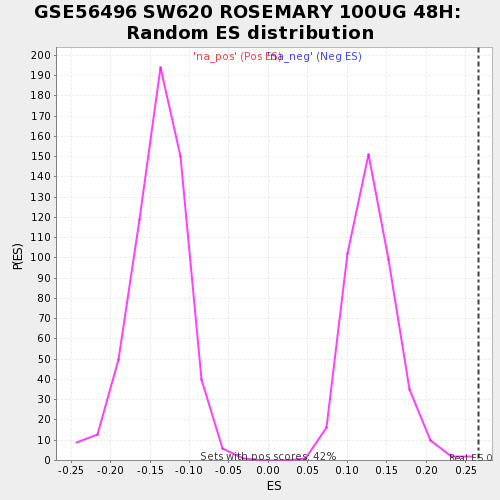 GSE56496 SW620 ROSEMARY 100UG 48H:
Random ES distribution
'na_pos' (Pos ES) 'na_neg' (Neg ES)
200
190
180
170
160
150
140
130
120
110
100
90
80
70
60
50
40
30
20
10
0
P(ES)
Sets with pos scores: 42%
Real ES 0
-0.25 -0.20 -0.15 -0.10 -0.05 0.00 0.05 0.10 0.15 0.20 0.25
ES